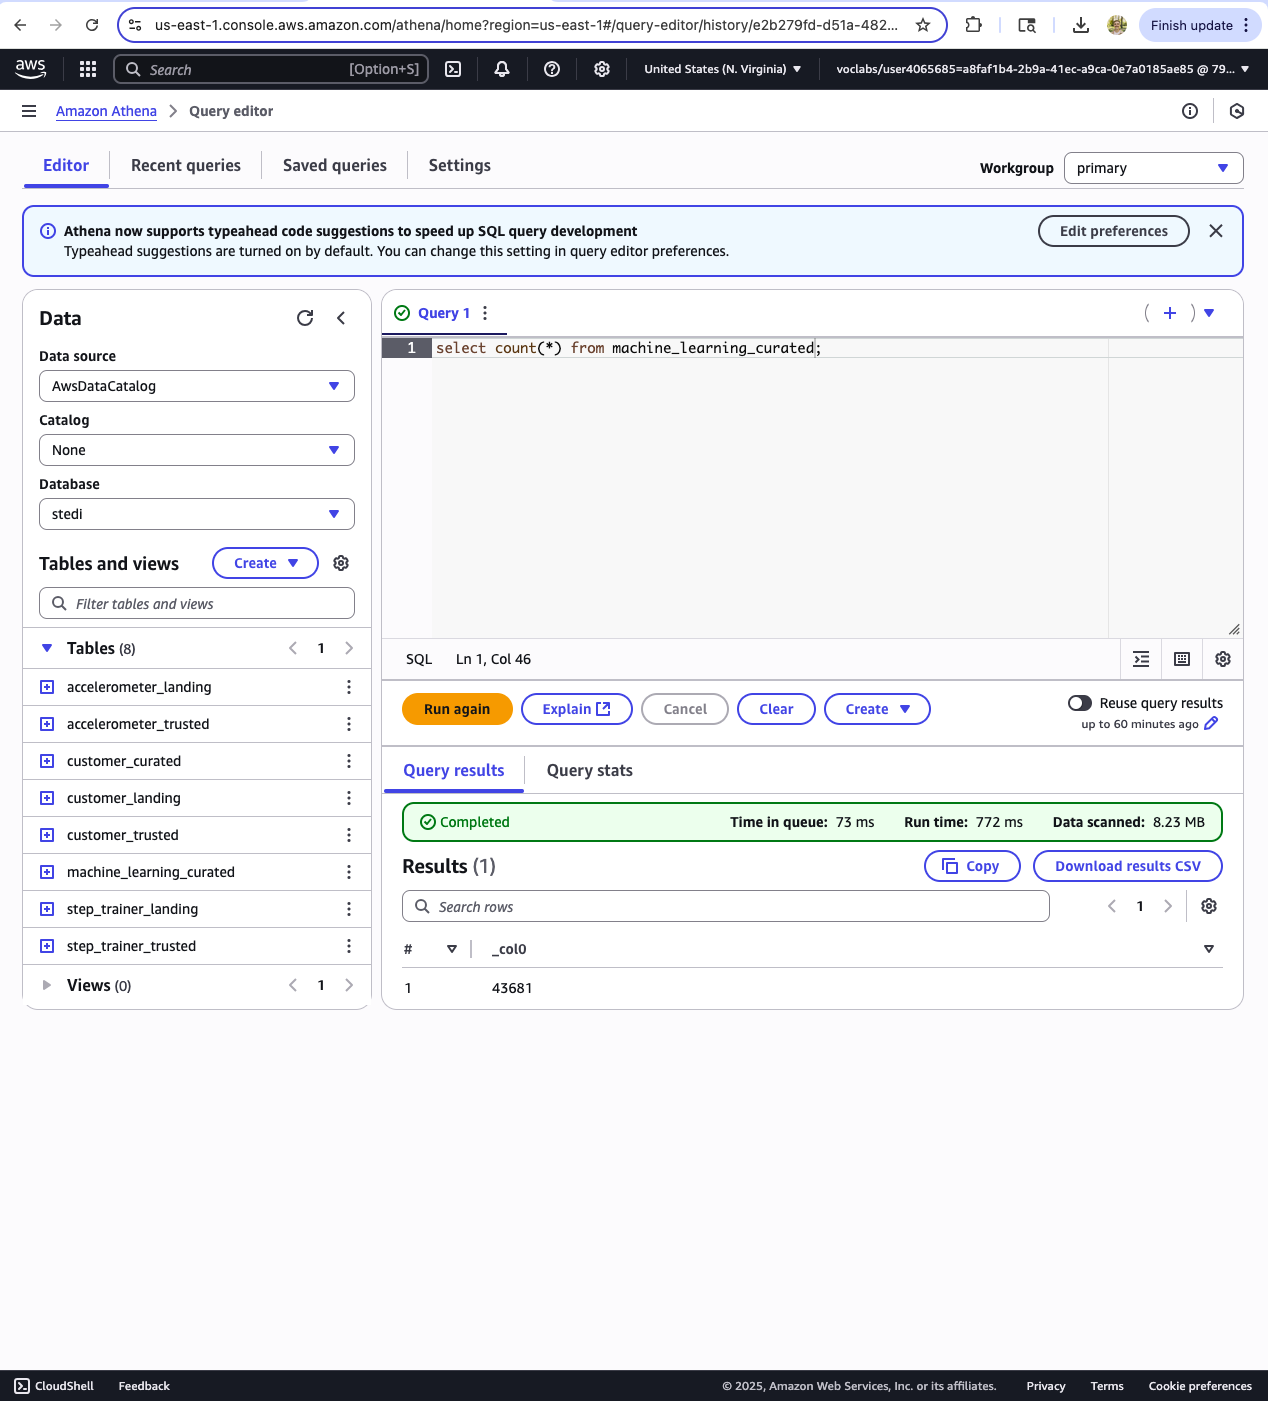 us-east-1.console.aws.amazon.com/athena/home?region=us-east-1#/query-editor/history/e2b279fd-d51a-482...
Finish update
aws
Search
[Option+S]
United States (N. Virginia)
voclabs/user4065685=a8faf1b4-2b9a-41ec-a9ca-0e7a0185ae85 @ 79...
Amazon Athena
Query editor
Editor
Recent queries
Saved queries
Settings
Workgroup
primary
Athena now supports typeahead code suggestions to speed up SQL query development
Typeahead suggestions are turned on by default. You can change this setting in query editor preferences.
Edit preferences
Data
Data source
AwsDataCatalog
Catalog
None
Database
stedi
Tables and views
Create
Filter tables and views
Tables (8)
1
accelerometer_landing
accelerometer_trusted
customer_curated
customer_landing
customer_trusted
machine_learning_curated
step_trainer_landing
step_trainer_trusted
Views (0)
1
Query 1
1
select count(*) from machine_learning_curated;
SQL
Ln 1, Col 46
Run again
Explain
Cancel
Clear
Create
Reuse query results
up to 60 minutes ago
Query results
Query stats
Completed
Time in queue: 73 ms
Run time: 772 ms
Data scanned: 8.23 MB
Results (1)
Copy
Download results CSV
Search rows
1
#
_col0
1
43681
CloudShell
Feedback
© 2025, Amazon Web Services, Inc. or its affiliates.
Privacy
Terms
Cookie preferences